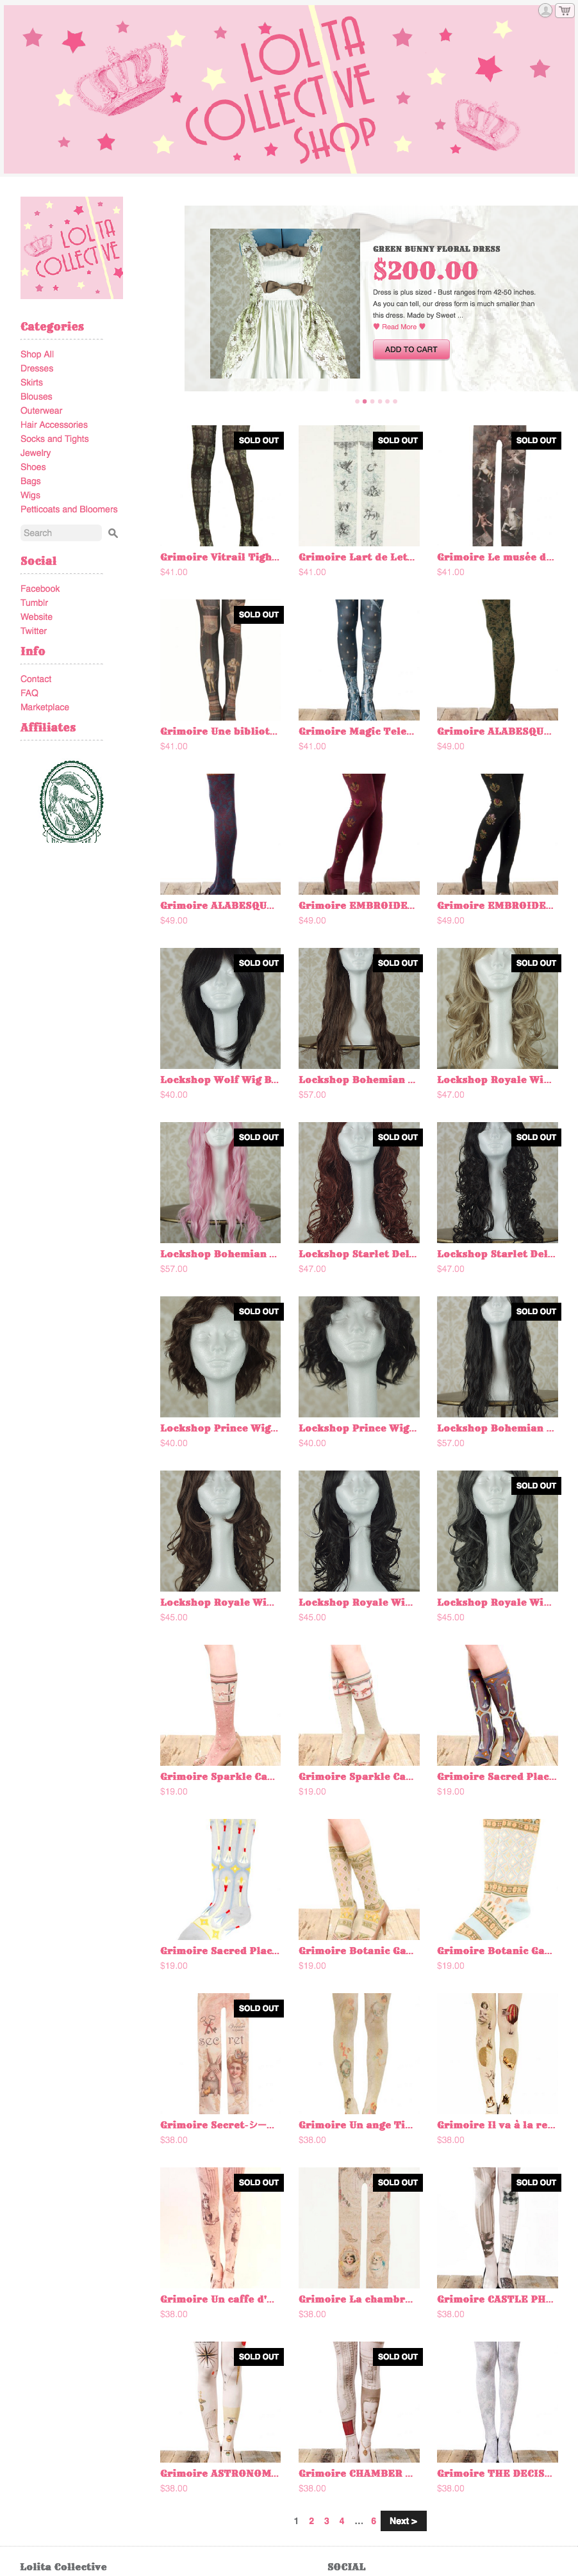 LOLITA
COLLECTIVE
SHOP
LOLITA
COLLECTIVE
Categories
Shop All
Dresses
Skirts
Blouses
Outerwear
Hair Accessories
Socks and Tights
Jewelry
Shoes
Bags
Wigs
Petticoats and Bloomers
Search
Social
Facebook
Tumblr
Website
Twitter
Info
Contact
FAQ
Marketplace
Affiliates
GREEN BUNNY FLORAL DRESS
$200.00
Dress is plus sized - Bust ranges from 42-50 inches.
As you can tell, our dress form is much smaller than
this dress. Made by Sweet ...
♥ Read More ♥
ADD TO CART
SOLD OUT
SOLD OUT
SOLD OUT
Grimoire Vitrail Tigh...
Grimoire Lart de Let...
Grimoire Le musée d...
$41.00
$41.00
$41.00
SOLD OUT
Grimoire Une bibliot...
Grimoire Magic Tele...
Grimoire ALABESQU...
$41.00
$41.00
$49.00
Grimoire ALABESQU...
Grimoire EMBROIDE...
Grimoire EMBROIDE...
$49.00
$49.00
$49.00
SOLD OUT
SOLD OUT
SOLD OUT
Lockshop Wolf Wig B...
Lockshop Bohemian ...
Lockshop Royale Wi...
$40.00
$57.00
$47.00
SOLD OUT
SOLD OUT
SOLD OUT
Lockshop Bohemian ...
Lockshop Starlet Del...
Lockshop Starlet Del...
$57.00
$47.00
$47.00
SOLD OUT
Lockshop Prince Wig...
Lockshop Prince Wig...
Lockshop Bohemian ...
$40.00
$40.00
$57.00
SOLD OUT
Lockshop Royale Wi...
Lockshop Royale Wi...
Lockshop Royale Wi...
$45.00
$45.00
$45.00
Grimoire Sparkle Ca...
Grimoire Sparkle Ca...
Grimoire Sacred Plac...
$19.00
$19.00
$19.00
Grimoire Sacred Plac...
Grimoire Botanic Ga...
Grimoire Botanic Ga...
$19.00
$19.00
$19.00
SOLD OUT
secret
Grimoire Secret-シー...
Grimoire Un ange Ti...
Grimoire Il va à la re...
$38.00
$38.00
$38.00
SOLD OUT
SOLD OUT
SOLD OUT
Grimoire Un caffe d'...
Grimoire La chambr...
Grimoire CASTLE PH...
$38.00
$38.00
$38.00
SOLD OUT
SOLD OUT
Grimoire ASTRONOM...
Grimoire CHAMBER ...
Grimoire THE DECIS...
$38.00
$38.00
$38.00
1 2 3 4 ... 6 Next >
Lolita Collective
SOCIAL